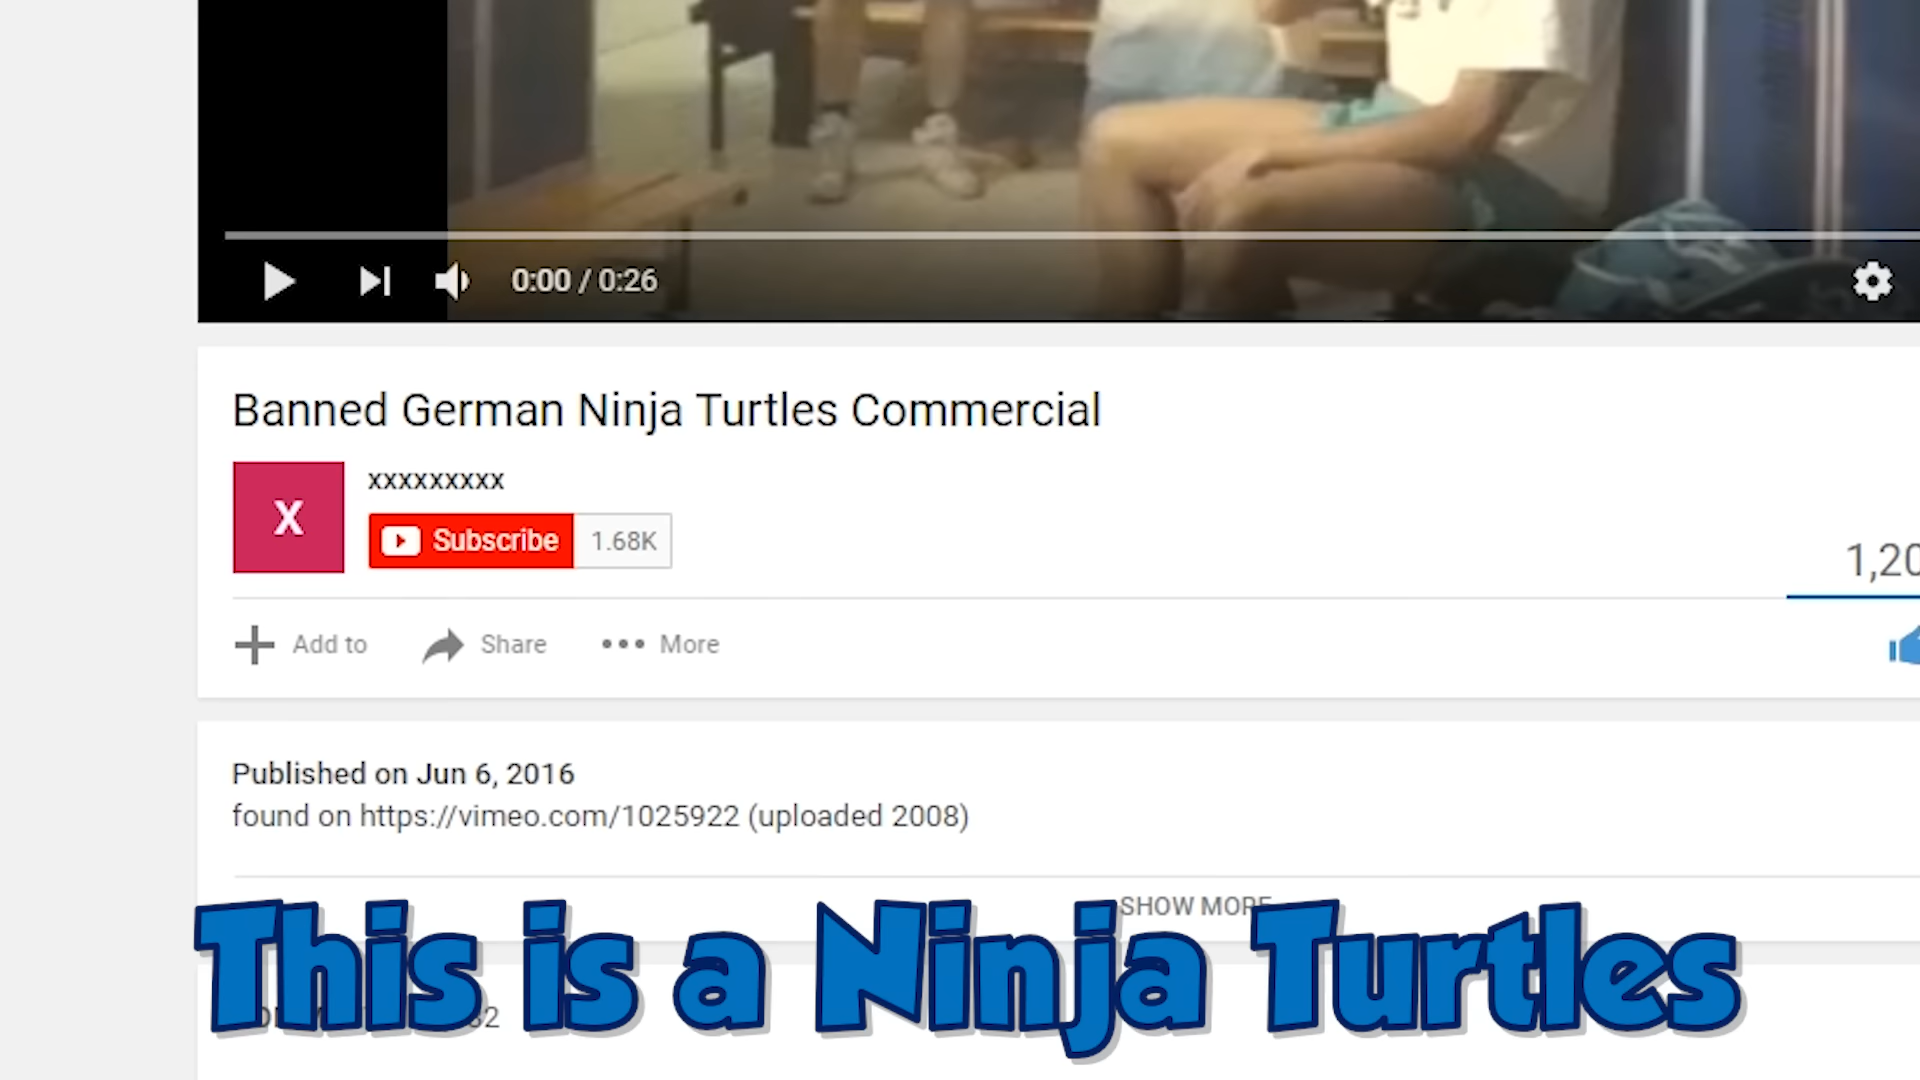 0:00 / 0:26
Banned German Ninja Turtles Commercial
X
xxxxxxxxx
Subscribe 1.68K
1,20
Add to Share More
Published on Jun 6, 2016
found on https://vimeo.com/1025922 (uploaded 2008)
SHOW MORE
This is a Ninja Turtles